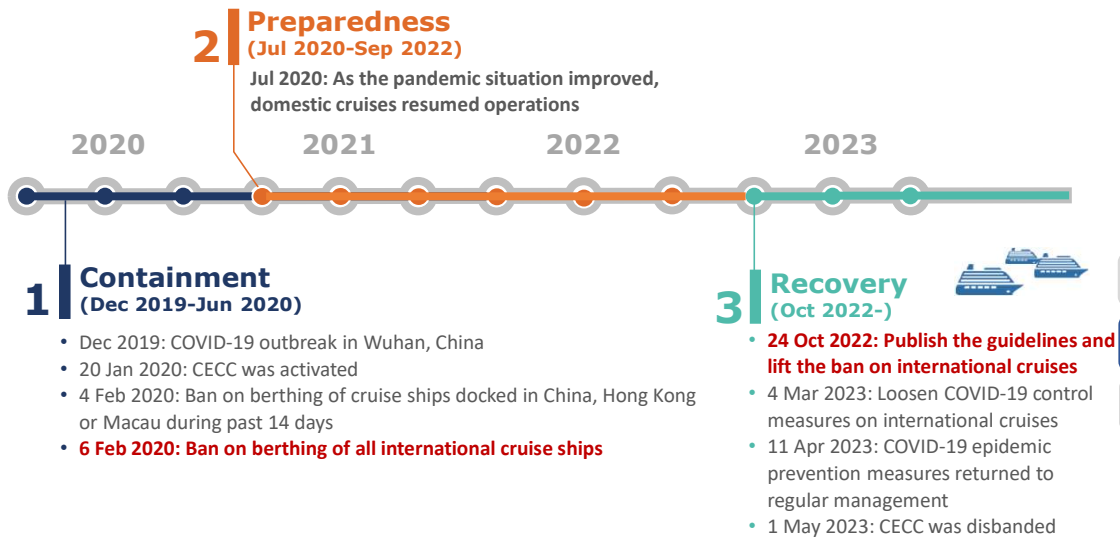 2
Preparedness
(Jul 2020-Sep 2022)
Jul 2020: As the pandemic situation improved,
domestic cruises resumed operations
2020
2021
2022
2023
1
Containment
(Dec 2019-Jun 2020)
• Dec 2019: COVID-19 outbreak in Wuhan, China
• 20 Jan 2020: CECC was activated
• 4 Feb 2020: Ban on berthing of cruise ships docked in China, Hong Kong
or Macau during past 14 days
• 6 Feb 2020: Ban on berthing of all international cruise ships
3
Recovery
(Oct 2022-)
• 24 Oct 2022: Publish the guidelines and
lift the ban on international cruises
• 4 Mar 2023: Loosen COVID-19 control
measures on international cruises
• 11 Apr 2023: COVID-19 epidemic
prevention measures returned to
regular management
• 1 May 2023: CECC was disbanded